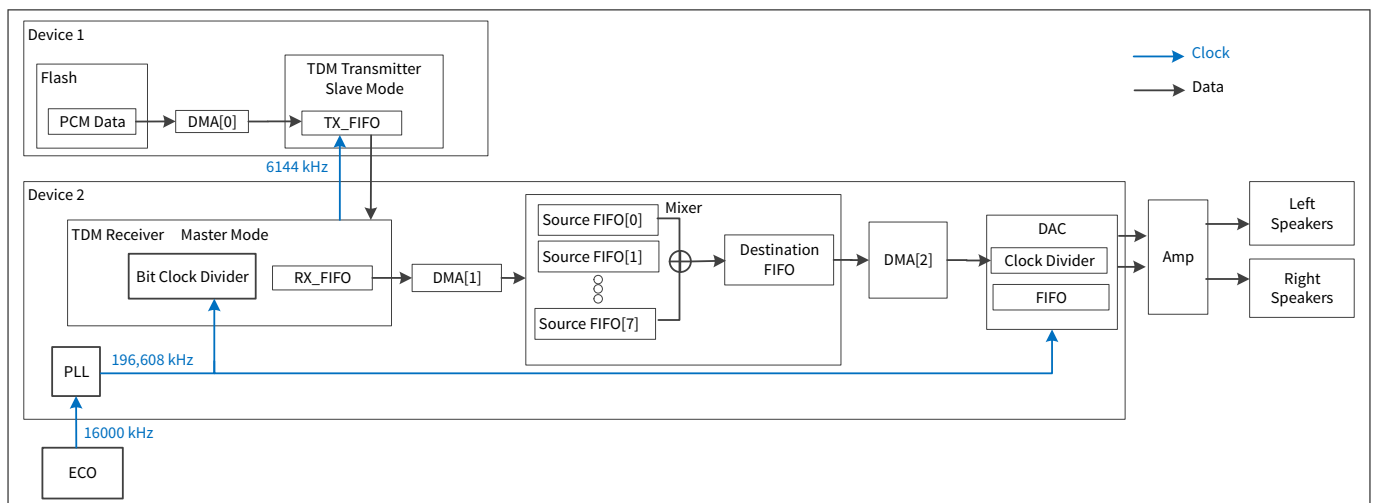 Device 1
Flash
PCM Data
DMA[0]
TDM Transmitter
Slave Mode
TX_FIFO
Clock
Data
6144 kHz
Device 2
TDM Receiver Master Mode
Bit Clock Divider
RX_FIFO
DMA[1]
Mixer
Source FIFO[0]
Source FIFO[1]
Source FIFO[7]
Destination
FIFO
DMA[2]
DAC
Clock Divider
FIFO
Amp
Left
Speakers
Right
Speakers
PLL
196,608 kHz
16000 kHz
ECO